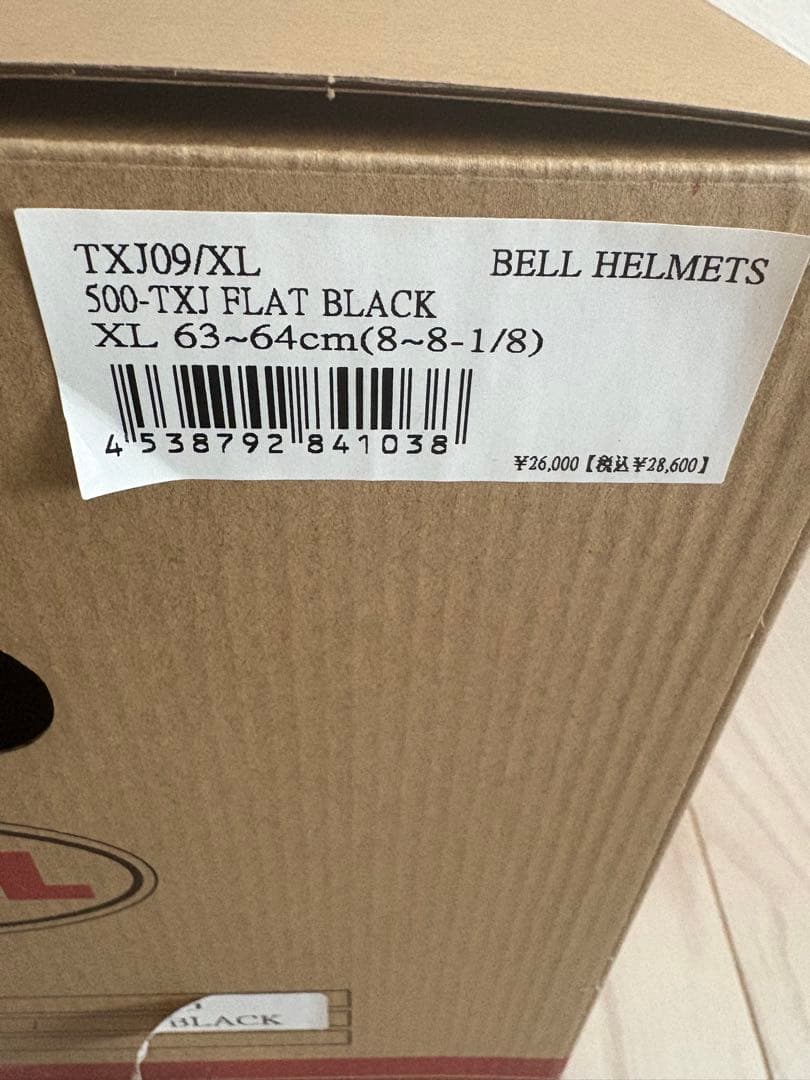 TXJ09/XL
BELL HELMETS
500-TXJ FLAT BLACK
XL 63~64cm(8~8-1/8)
4 538792 841038
¥26,000【税込¥28,600】
L
BLACK